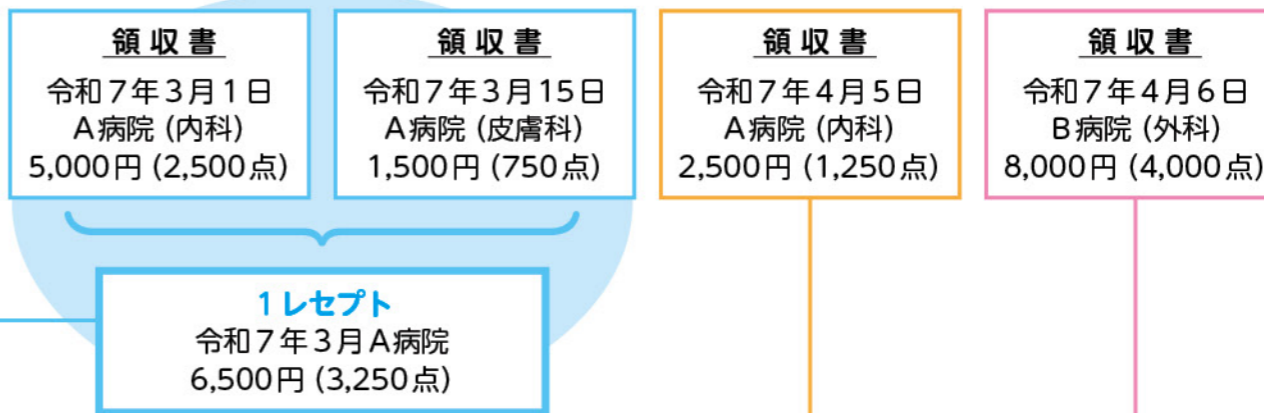 領収書
令和7年3月1日
A病院(内科)
5,000円(2,500点)
領収書
令和7年3月15日
A病院(皮膚科)
1,500円(750点)
領収書
令和7年4月5日
A病院(内科)
2,500円(1,250点)
領収書
令和7年4月6日
B病院(外科)
8,000円(4,000点)
1レセプト
令和7年3月A病院
6,500円(3,250点)